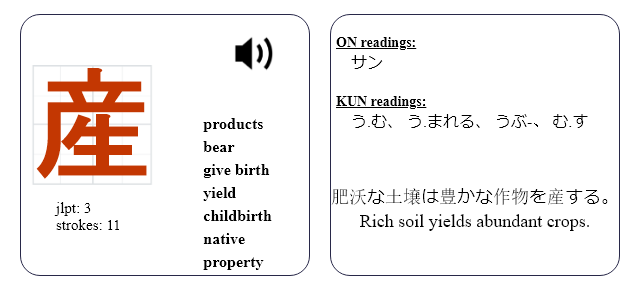 産
products
bear
give birth
yield
childbirth
native
property
jlpt: 3
strokes: 11
ON readings:
サン
KUN readings:
う.む、 う.まれる、 うぶ-、 む.す
肥沃な土壌は豊かな作物を産する。
Rich soil yields abundant crops.